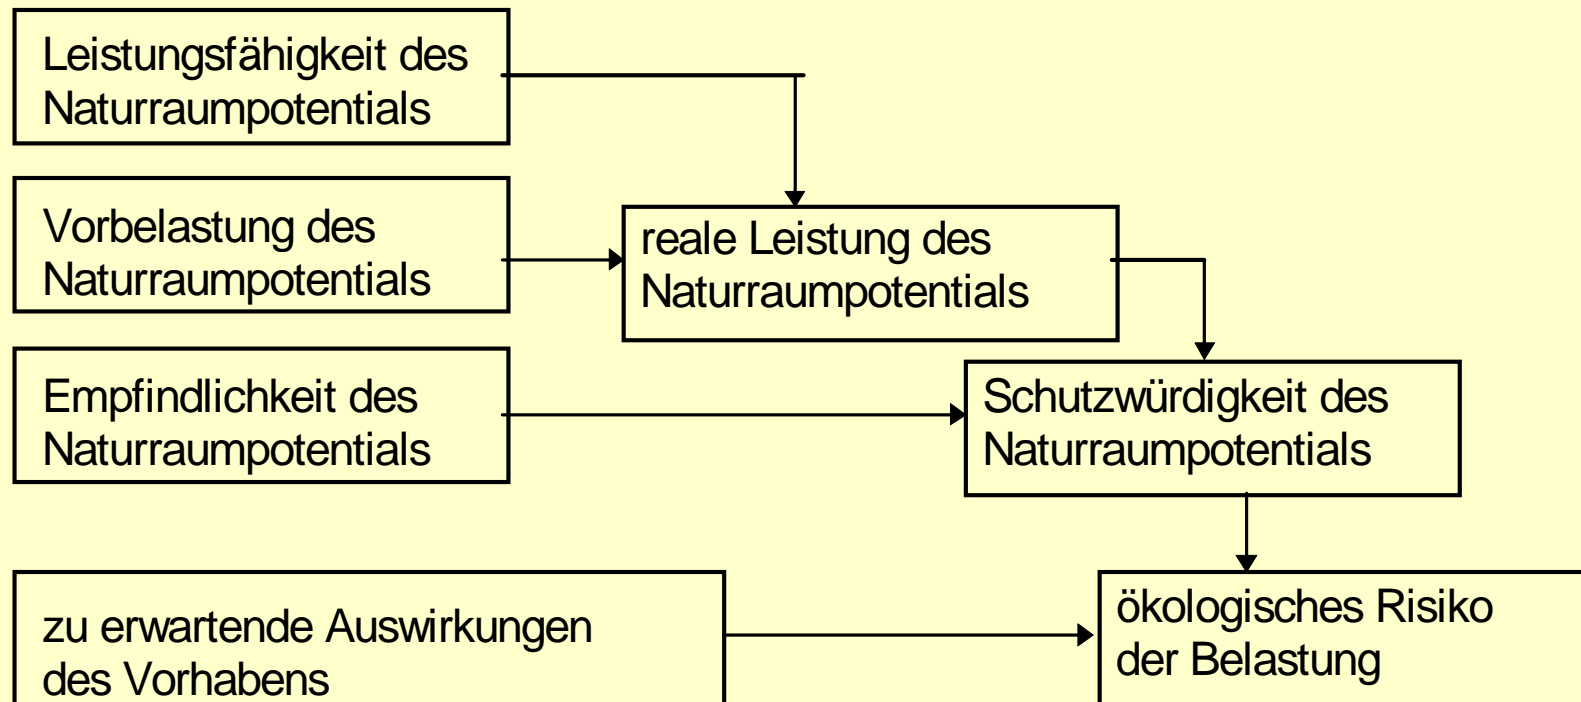 Leistungsfähigkeit des
Naturraumpotentials
Vorbelastung des
Naturraumpotentials
reale Leistung des
Naturraumpotentials
Empfindlichkeit des
Naturraumpotentials
Schutzwürdigkeit des
Naturraumpotentials
zu erwartende Auswirkungen
des Vorhabens
ökologisches Risiko
der Belastung